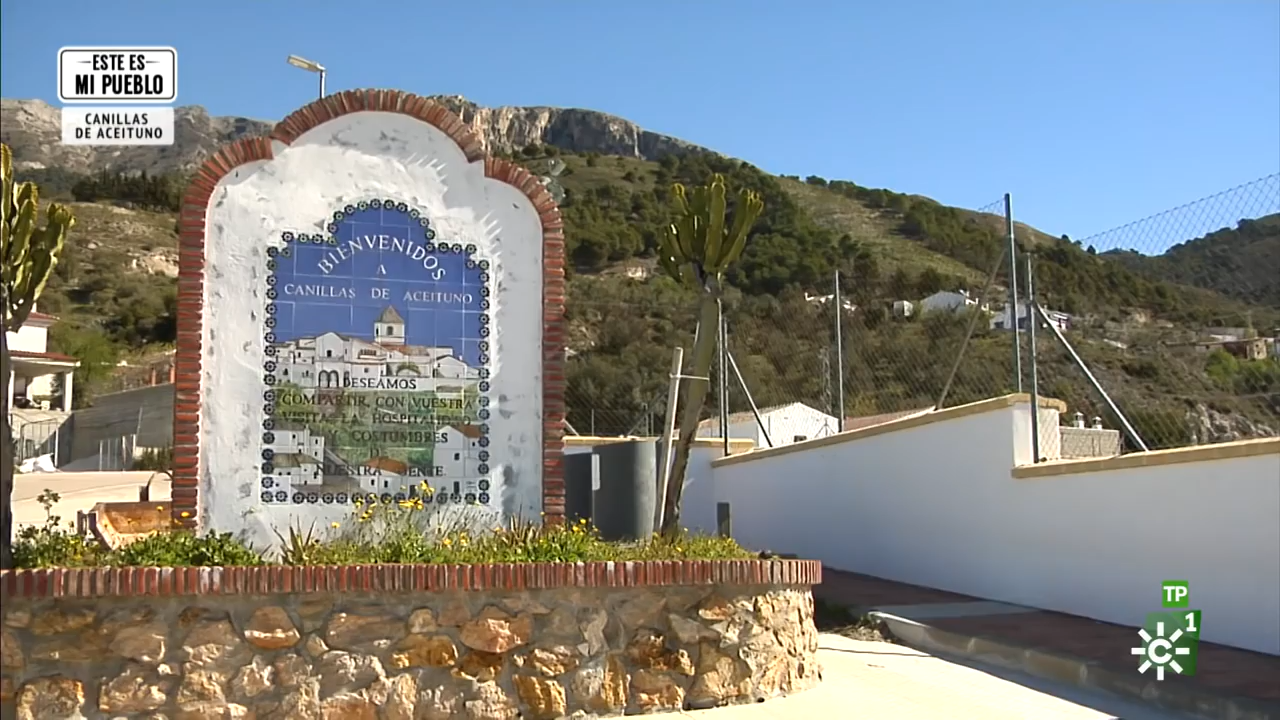 ESTE ES
MI PUEBLO
CANILLAS
DE ACEITUNO
BIENVENIDOS
A
CANILLAS DE ACEITUNO
DESEAMOS
COMPARTIR, CON VUESTRA
VISITA, LA HOSPITALIDAD
Y COSTUMBRES
DE
NUESTRA GENTE
TP
1